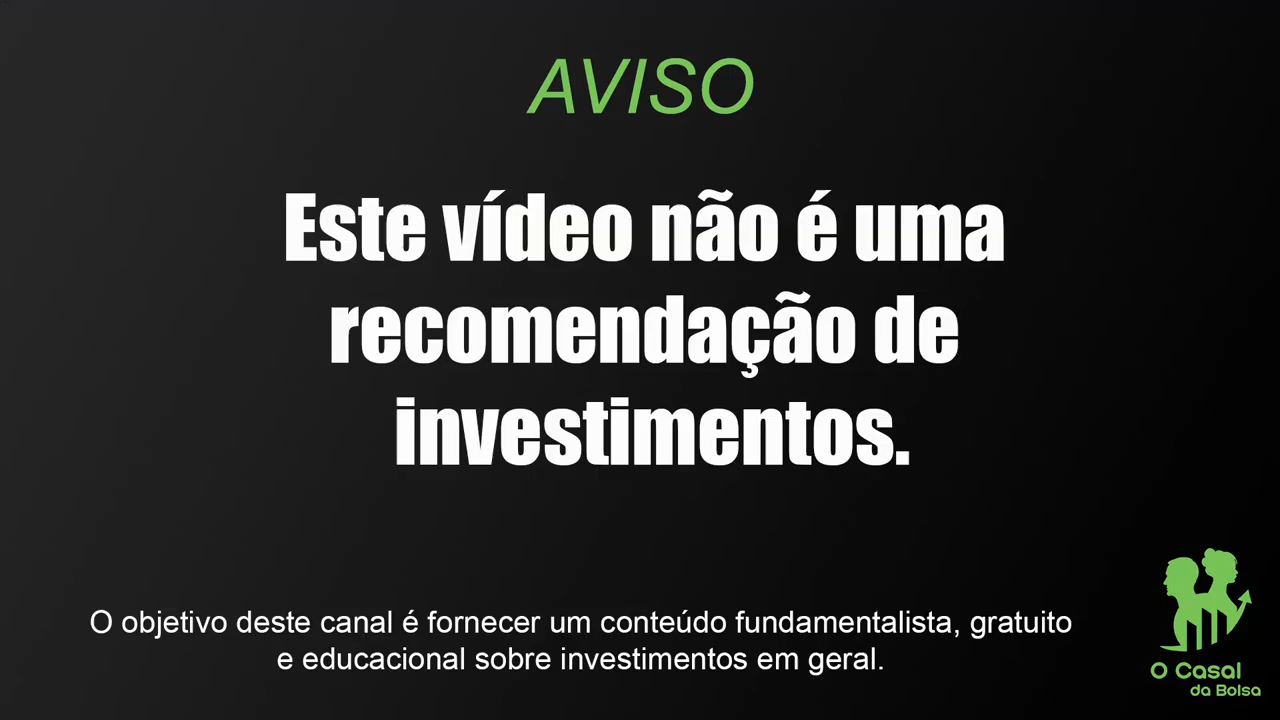 AVISO
Este vídeo não é uma
recomendação de
investimentos.
O objetivo deste canal é fornecer um conteúdo fundamentalista, gratuito
e educacional sobre investimentos em geral.
O Casal
da Bolsa